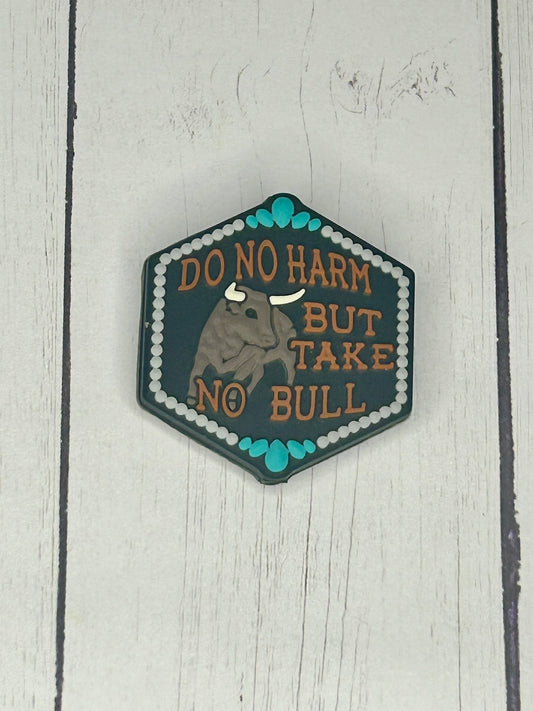 DO NO HARM
BUT
TAKE
NO BULL